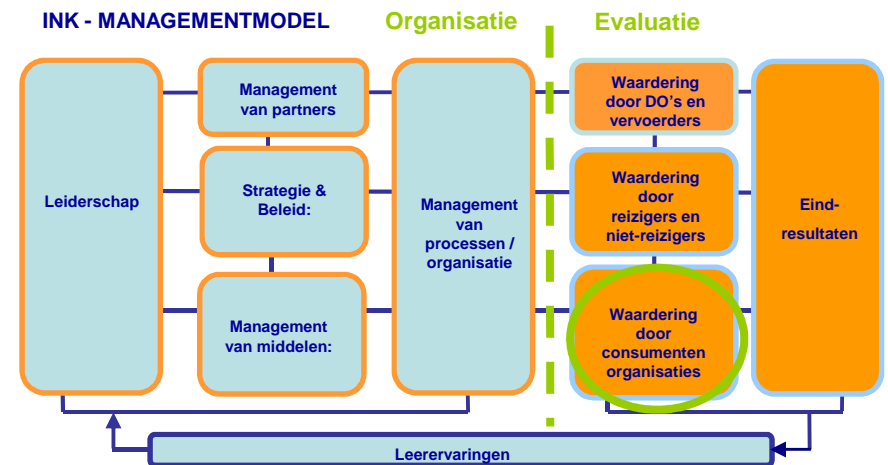 INK - MANAGEMENTMODEL
Organisatie
Evaluatie
Leiderschap
Management
van partners
Strategie &
Beleid:
Management
van middelen:
Management
van
processen /
organisatie
Waardering
door DO's en
vervoerders
Waardering
door
reizigers en
niet-reizigers
Waardering
door
consumenten
organisaties
Eind-
resultaten
Leerervaringen